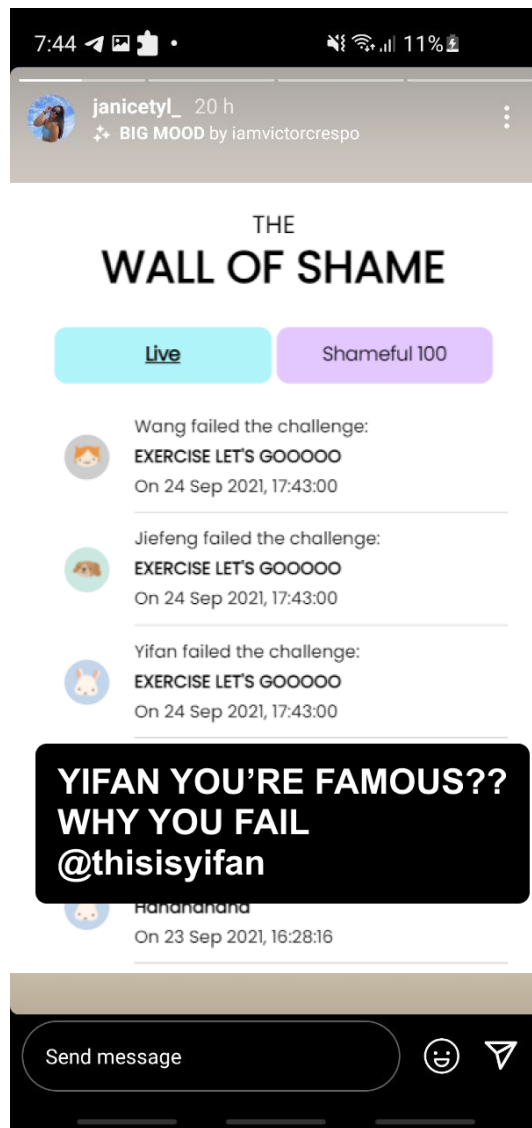 7:44
11%
janicetyl_ 20 h
BIG MOOD by iamvictorcrespo
THE
WALL OF SHAME
Live
Shameful 100
Wang failed the challenge:
EXERCISE LET'S GOOOOO
On 24 Sep 2021, 17:43:00
Jiefeng failed the challenge:
EXERCISE LET'S GOOOOO
On 24 Sep 2021, 17:43:00
Yifan failed the challenge:
EXERCISE LET'S GOOOOO
On 24 Sep 2021, 17:43:00
YIFAN YOU'RE FAMOUS??
WHY YOU FAIL
@thisisyifan
On 23 Sep 2021, 16:28:16
Send message